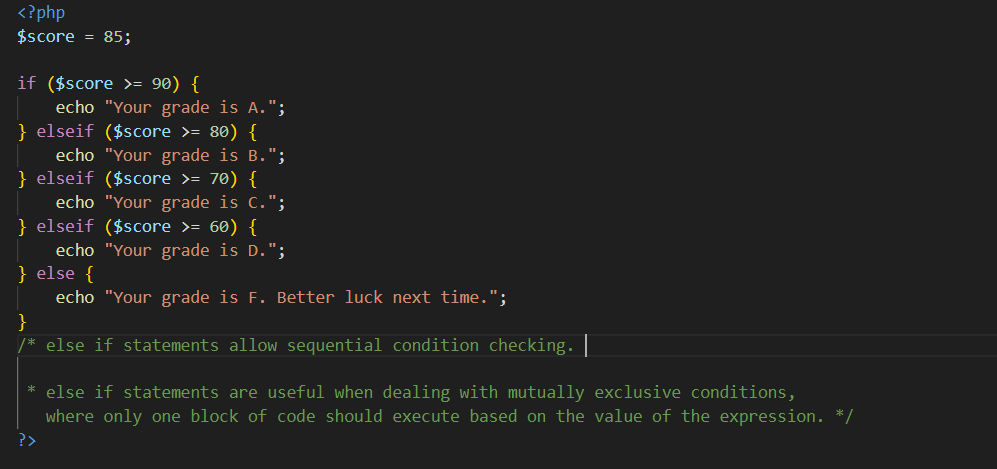 <?php
$score = 85;
if ($score >= 90) {
    echo "Your grade is A.";
} elseif ($score >= 80) {
    echo "Your grade is B.";
} elseif ($score >= 70) {
    echo "Your grade is C.";
} elseif ($score >= 60) {
    echo "Your grade is D.";
} else {
    echo "Your grade is F. Better luck next time.";
}
/* else if statements allow sequential condition checking.
 * else if statements are useful when dealing with mutually exclusive conditions,
   where only one block of code should execute based on the value of the expression. */
?>